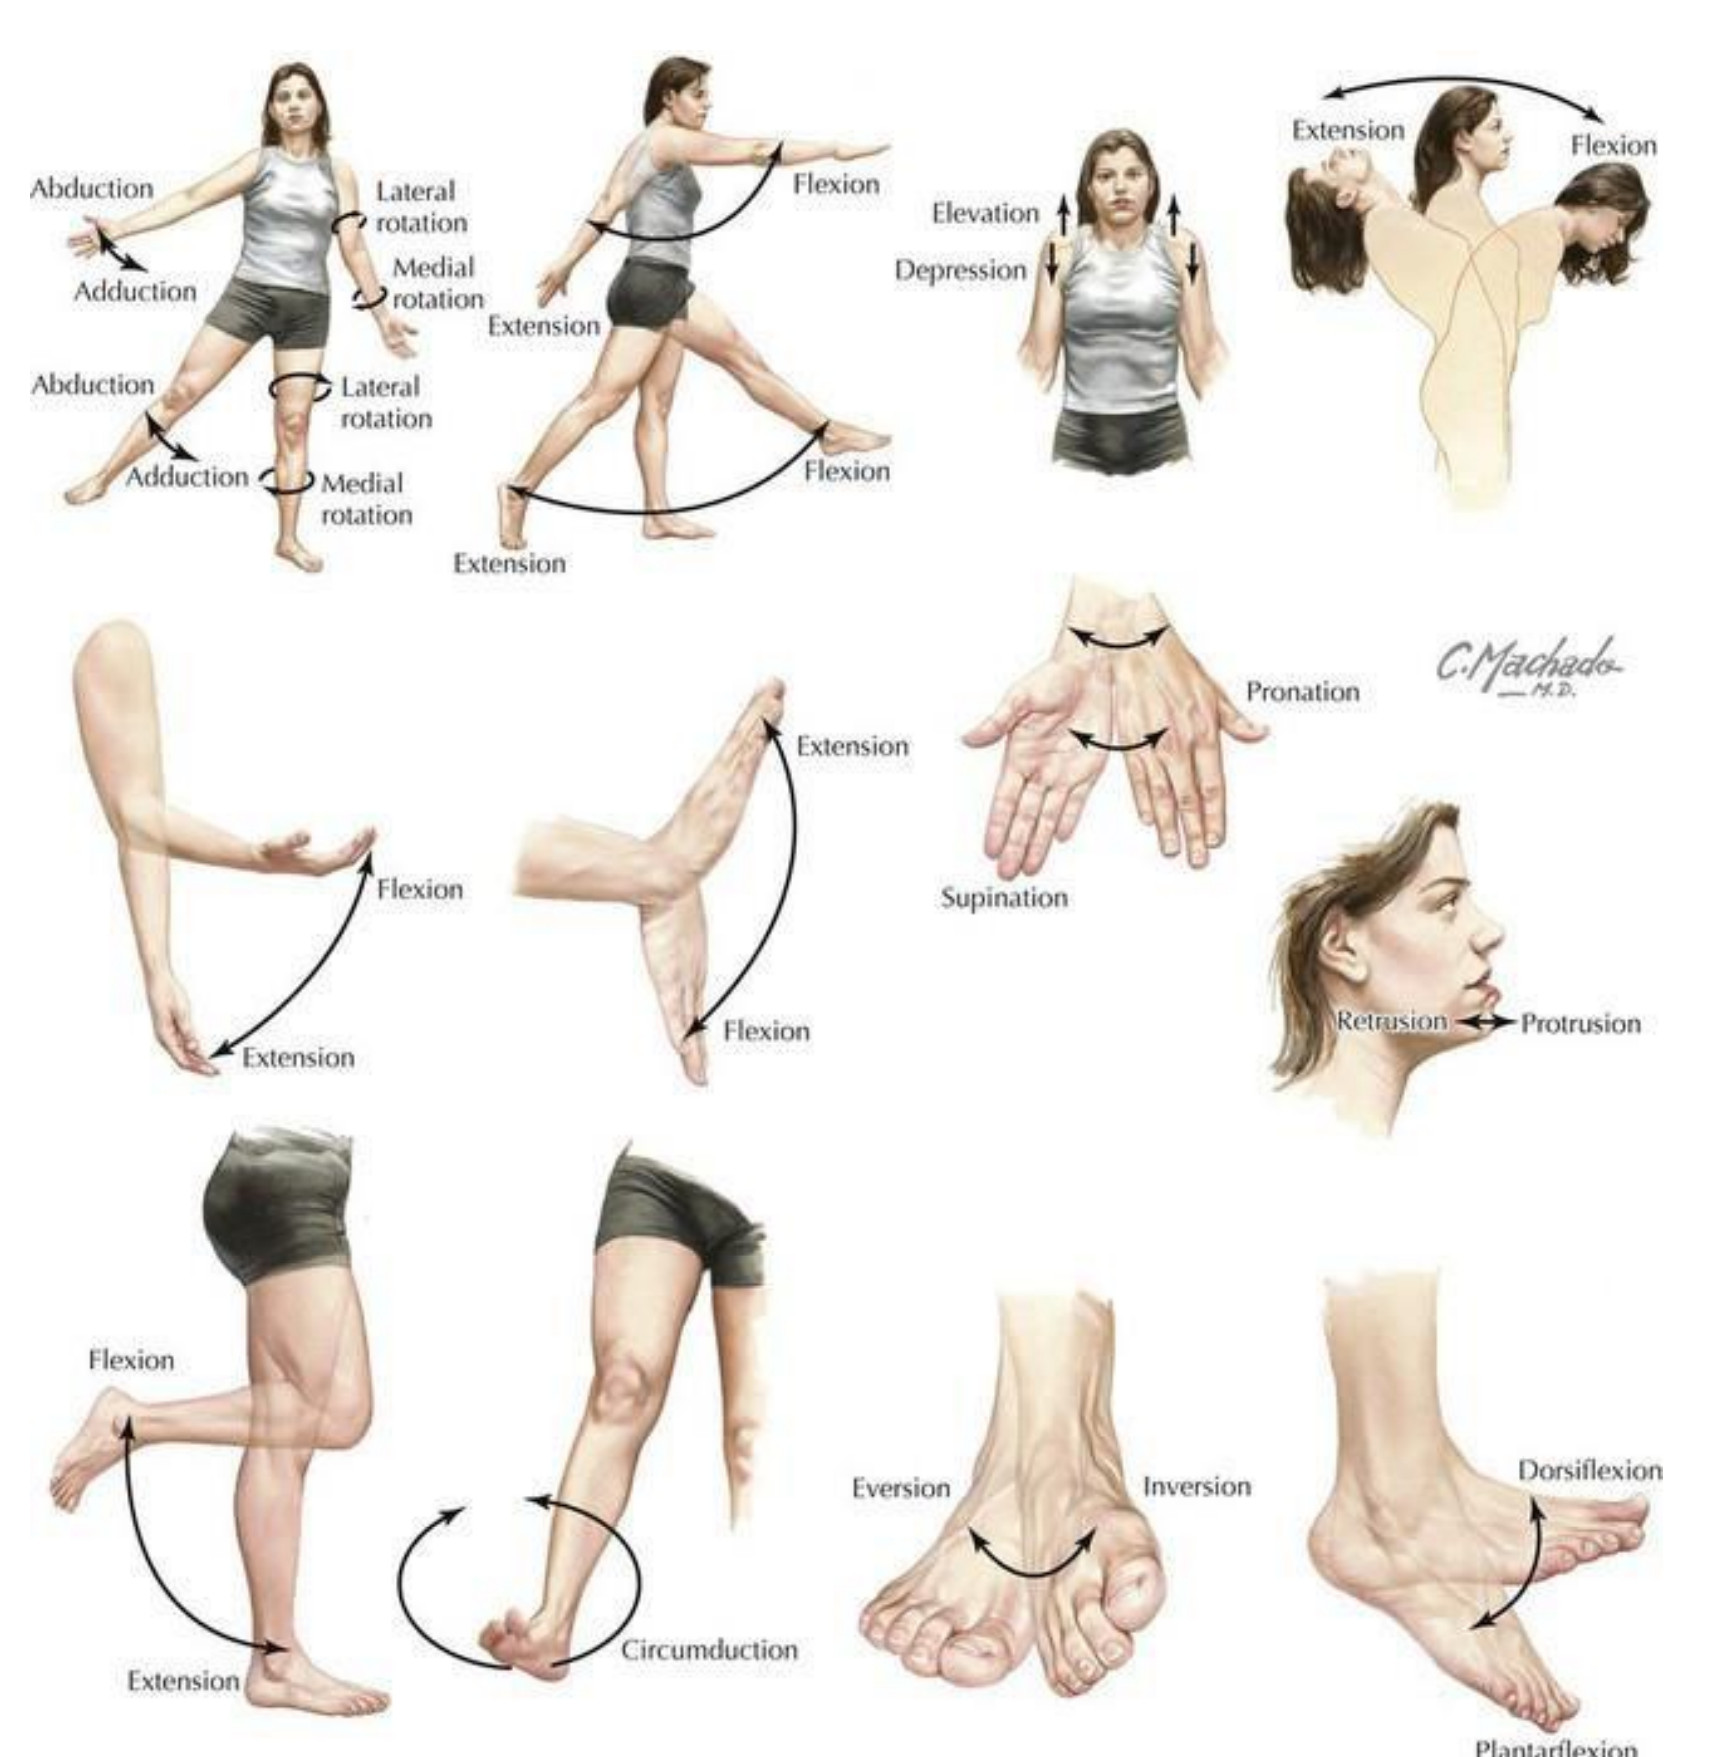 Abduction
Adduction
Lateral
rotation
Medial
rotation
Abduction
Adduction
Lateral
rotation
Medial
rotation
Flexion
Extension
Flexion
Extension
Elevation
Depression
Extension
Flexion
Flexion
Extension
Extension
Flexion
Pronation
Supination
C.Machado
M.D.
Retrusion
Protrusion
Flexion
Extension
Circumduction
Eversion
Inversion
Dorsiflexion
Plantarflexion